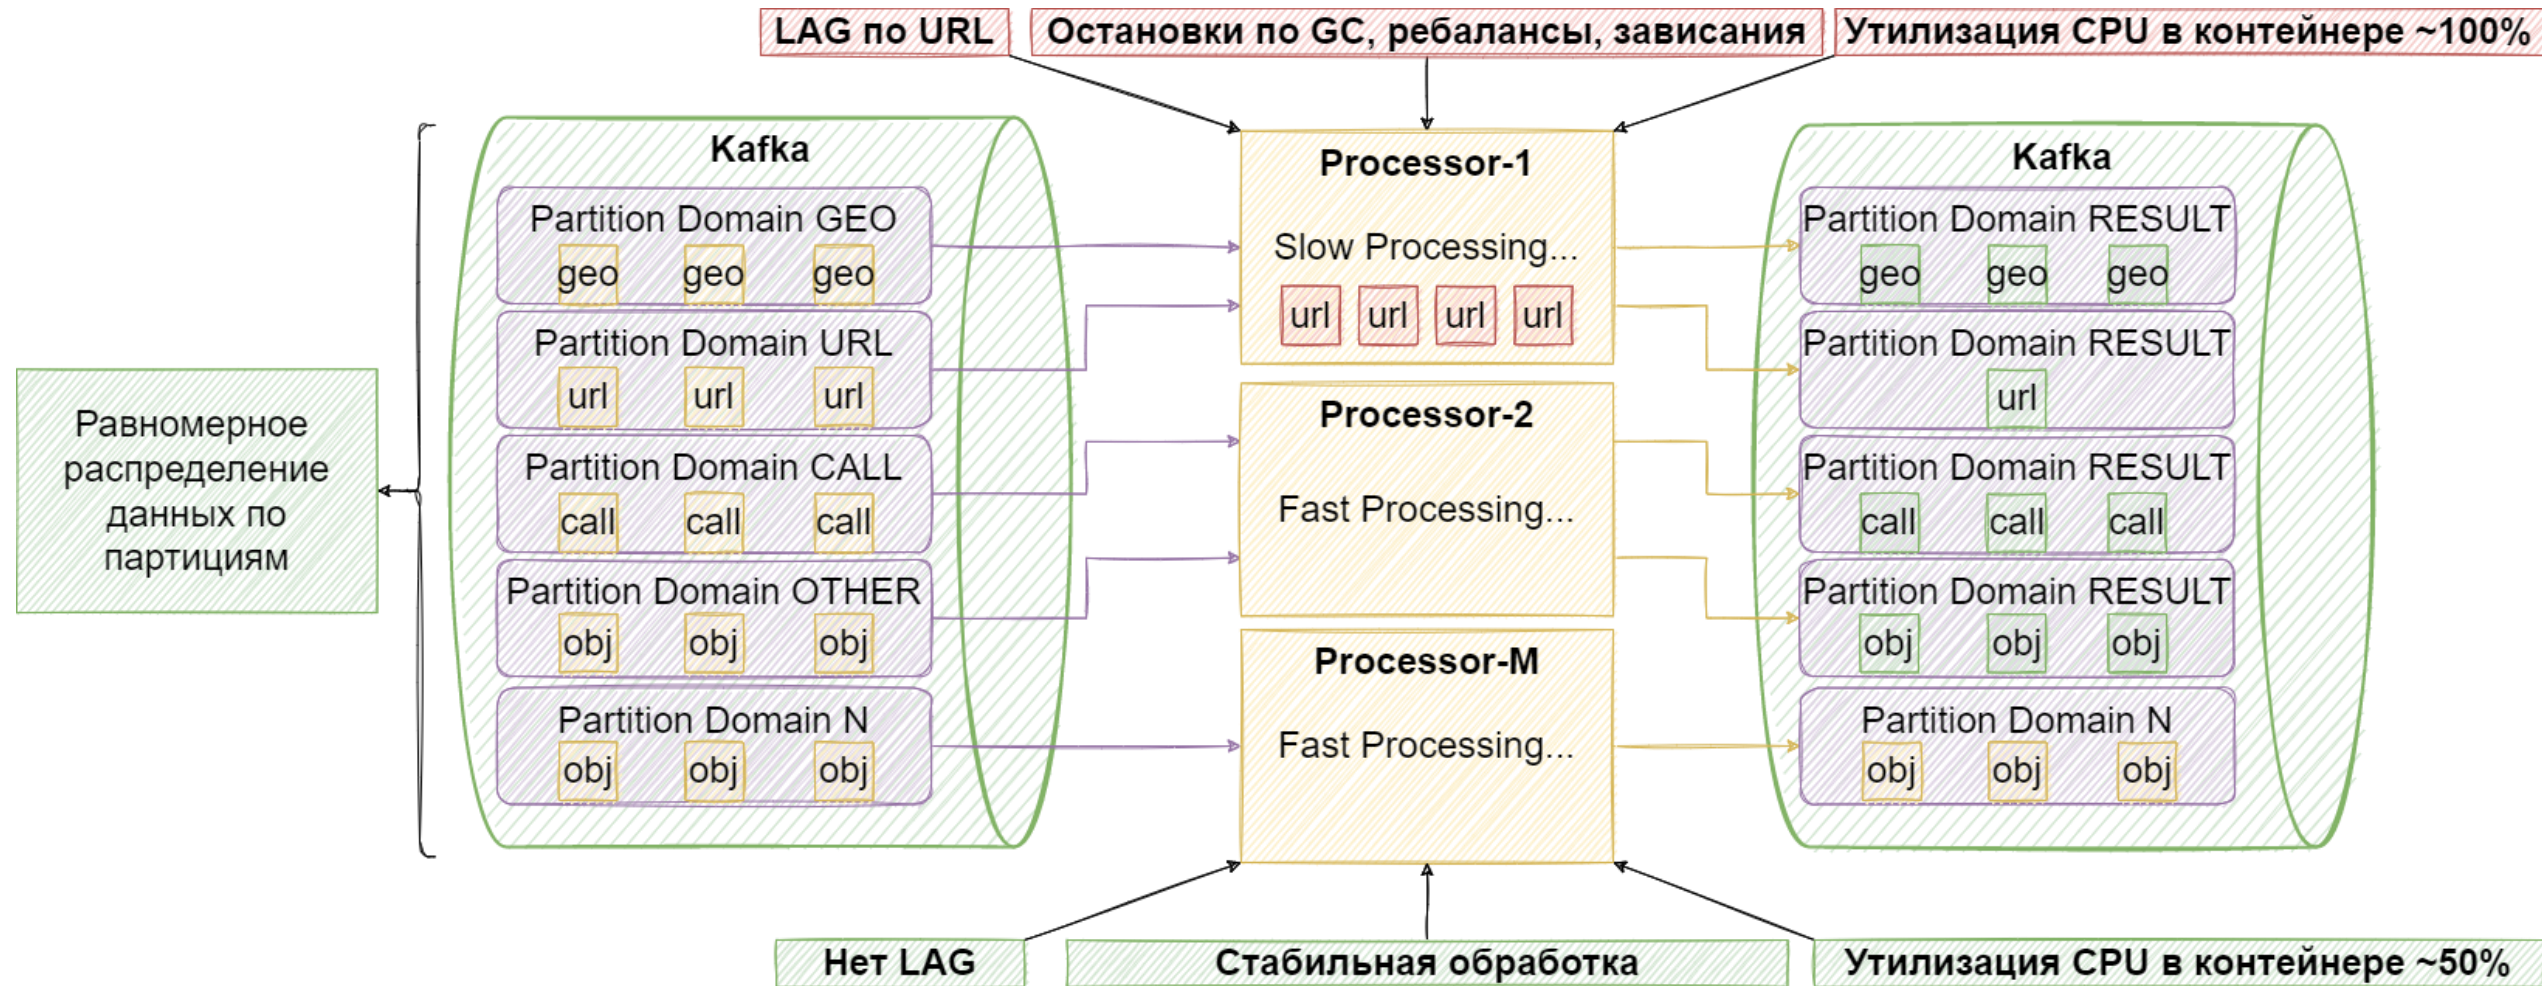 LAG по URL
Остановки по GC, ребалансы, зависания
Утилизация CPU в контейнере ~100%
Равномерное
распределение
данных по
партициям
Kafka
Partition Domain GEO
geo geo geo
Partition Domain URL
url url url
Partition Domain CALL
call call call
Partition Domain OTHER
obj obj obj
Partition Domain N
obj obj obj
Processor-1
Slow Processing...
url url url url
Processor-2
Fast Processing...
Processor-M
Fast Processing...
Kafka
Partition Domain RESULT
geo geo geo
Partition Domain RESULT
url
Partition Domain RESULT
call call call
Partition Domain RESULT
obj obj obj
Partition Domain N
obj obj obj
Нет LAG
Стабильная обработка
Утилизация CPU в контейнере ~50%